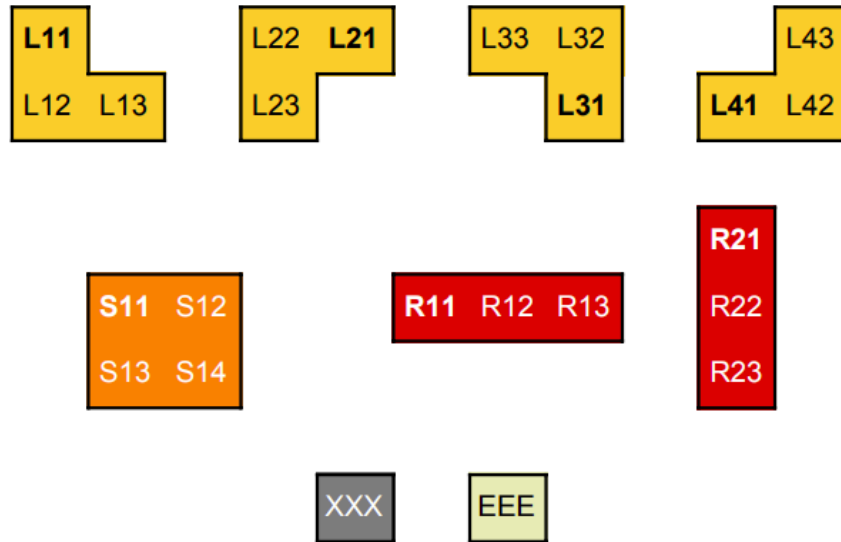 L11 L22 L21 L33 L32 L43
L12 L13 L23 L31 L41 L42
R21
S11 S12 R11 R12 R13 R22
S13 S14 R23
XXX EEE